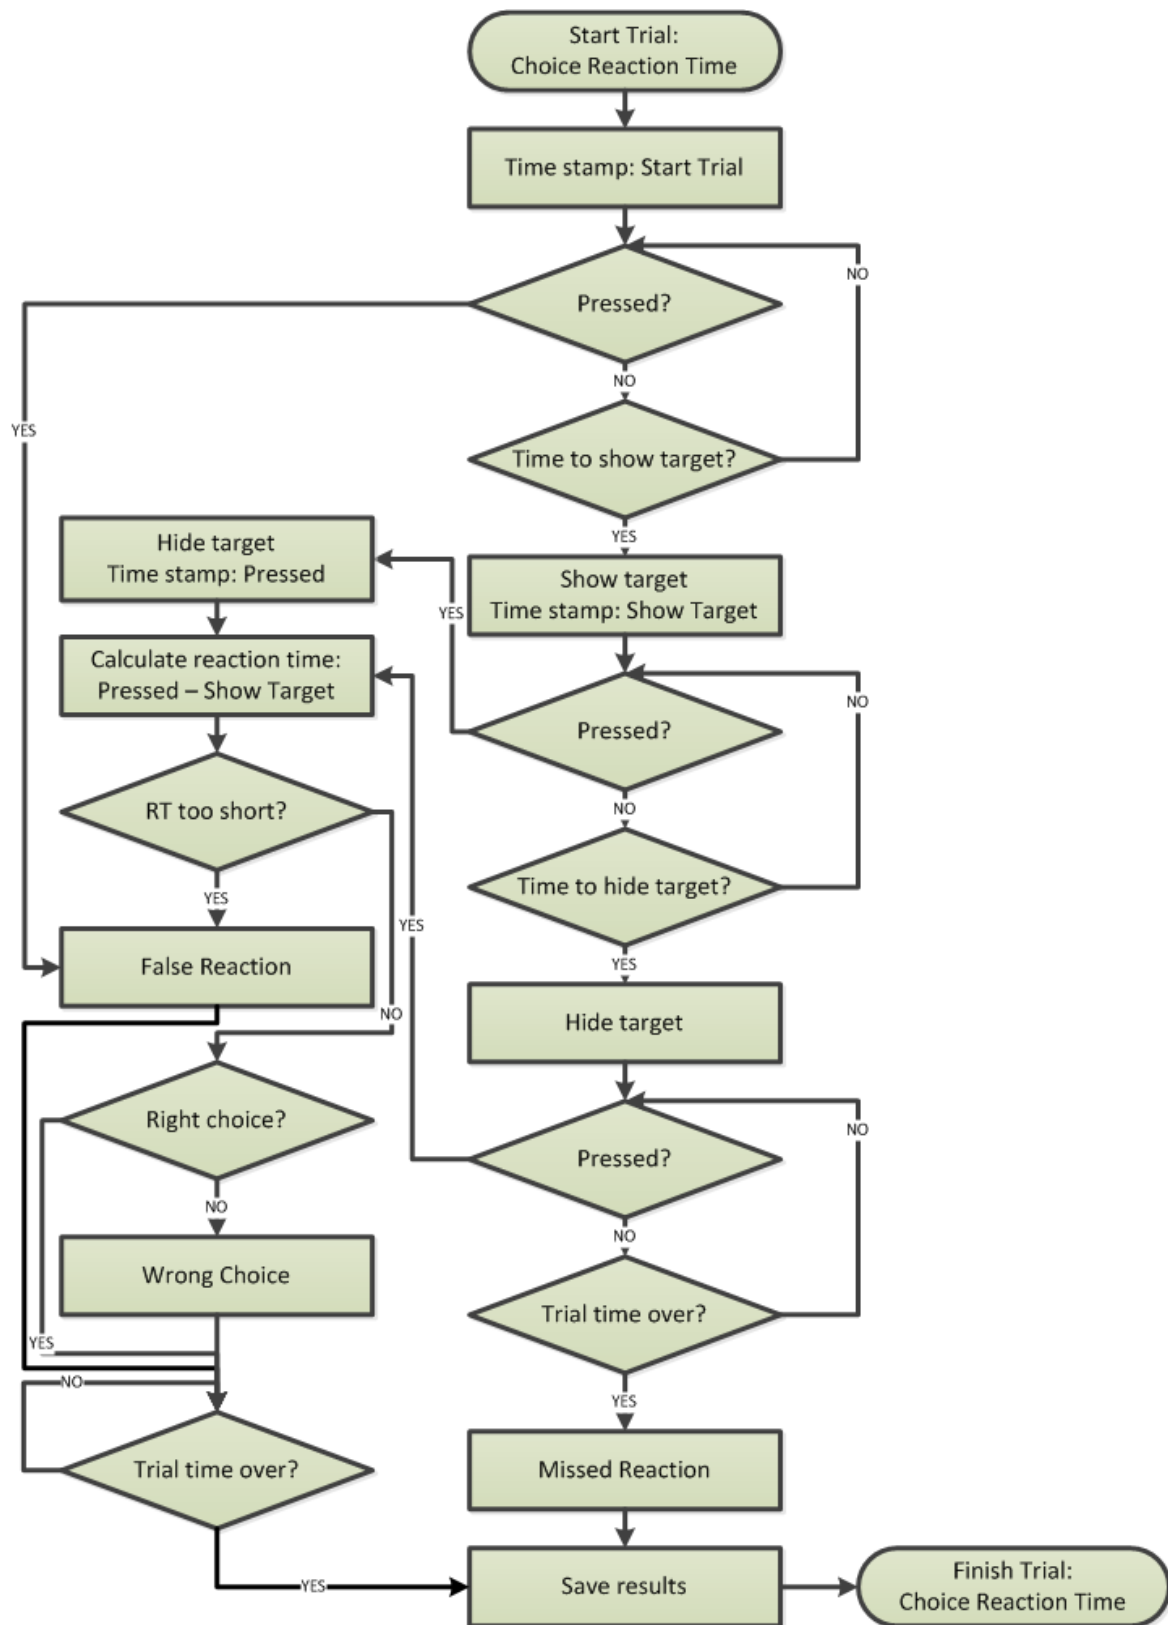 Start Trial:
Choice Reaction Time
Time stamp: Start Trial
Pressed?
NO
NO
YES
Time to show target?
YES
Hide target
Time stamp: Pressed
Show target
Time stamp: Show Target
YES
Calculate reaction time:
Pressed – Show Target
NO
Pressed?
RT too short?
NO
Time to hide target?
YES
YES
YES
False Reaction
NO
Hide target
Right choice?
NO
Pressed?
NO
NO
Wrong Choice
Trial time over?
YES
NO
YES
Trial time over?
Missed Reaction
YES
Save results
Finish Trial:
Choice Reaction Time